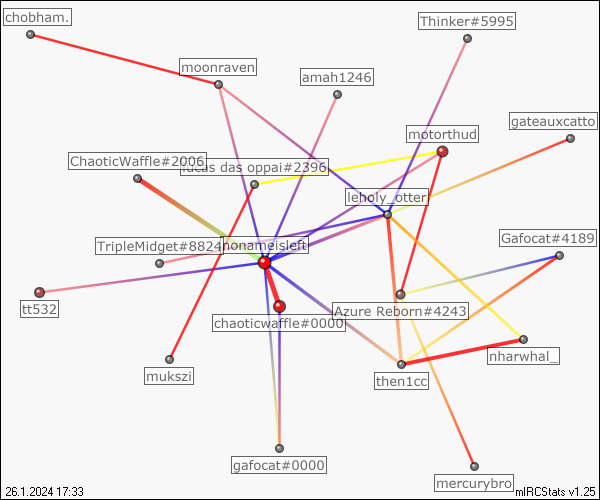 chobham.
Thinker#5995
moonraven
amah1246
gateauxcatto
motorthud
ChaoticWaffle#2006
lucas das oppai#2396
leholy_otter
Gafocat#4189
TripleMidget#8824
nonameisleft
tt532
Azure Reborn#4243
chaoticwaffle#0000
nharwhal_
mukszi
then1cc
gafocat#0000
mercurybro
26.1.2024 17:33
mIRCStats v1.25